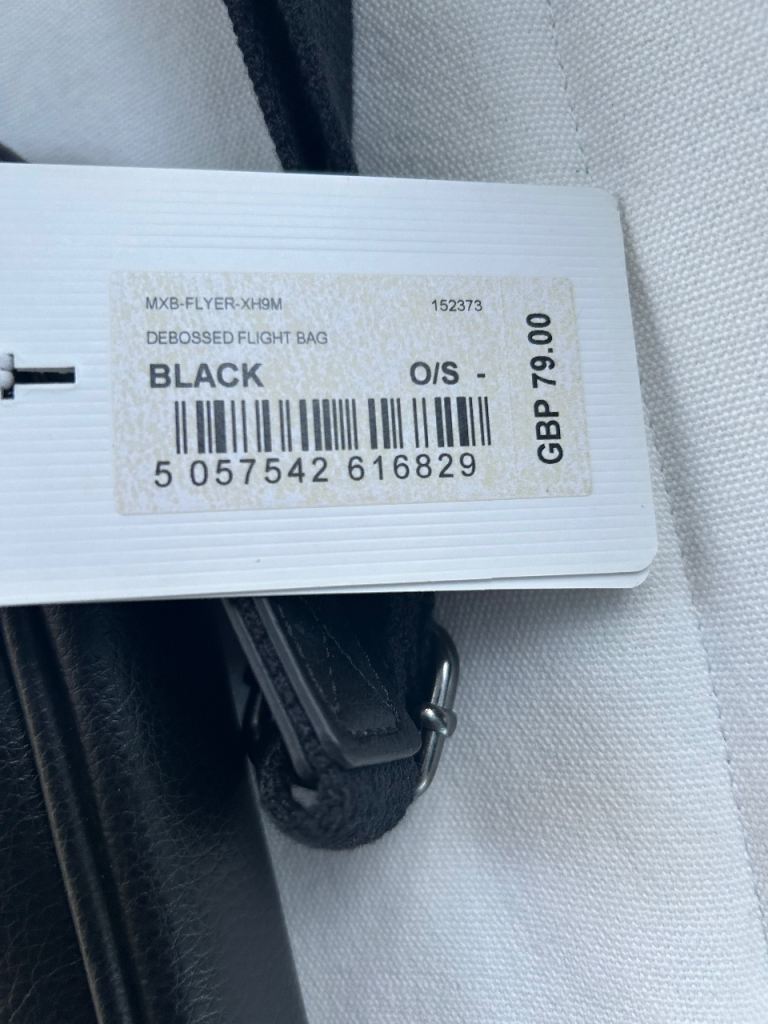 MXB-FLYER-XH9M 152373
DEBOSSED FLIGHT BAG
BLACK O/S -
5 057542 616829
GBP 79.00